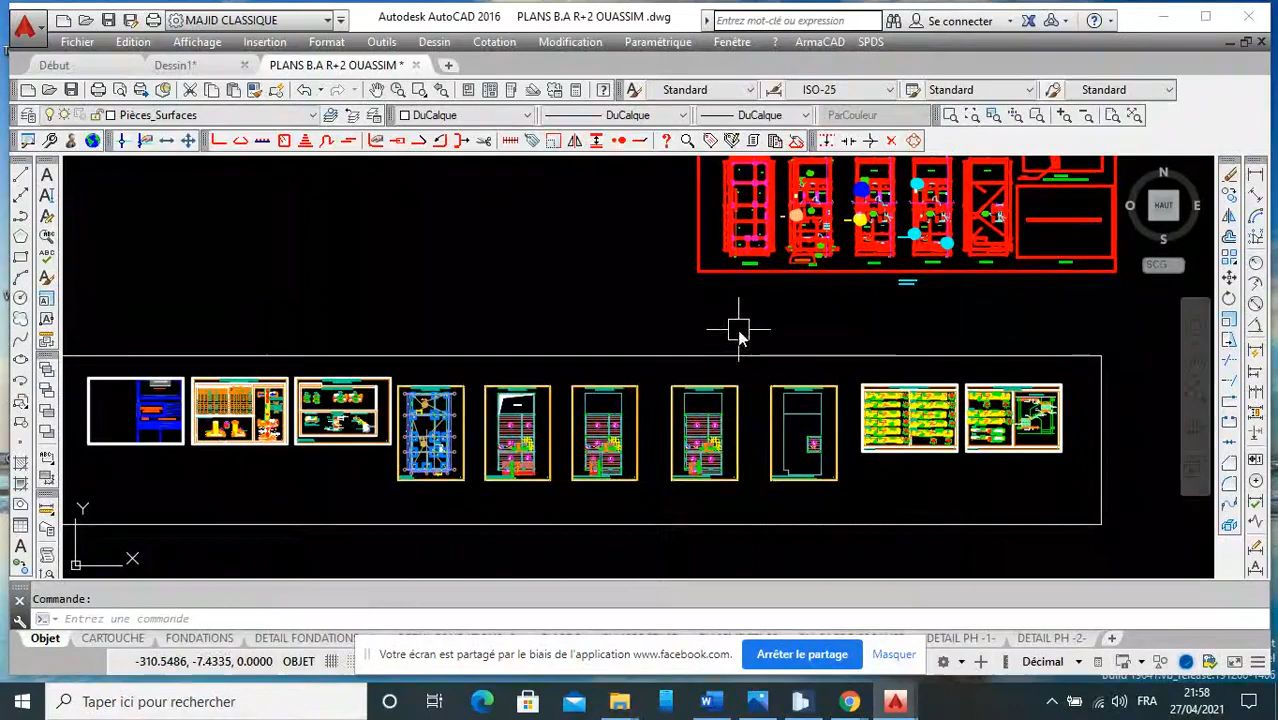 MAJID CLASSIQUE
Autodesk AutoCAD 2016 PLANS B.A R+2 OUASSIM .dwg
Entrez mot-clé ou expression
Se connecter
Fichier Edition Affichage Insertion Format Outils Dessin Cotation Modification Paramétrique Fenêtre ? ArmaCAD SPDS
Début Dessin1* PLANS B.A R+2 OUASSIM *
Standard ISO-25 Standard Standard
Pièces_Surfaces DuCalque DuCalque DuCalque ParCouleur
N
O HAUT E
S
SCG
Y
X
Commande:
Entrez une commande
Objet CARTOUCHE FONDATIONS DETAIL FONDATION DETAIL PH -1- DETAIL PH -2-
Votre écran est partagé par le biais de l'application www.facebook.com. Arrêter le partage Masquer
-310.5486, -7.4335, 0.0000 OBJET Décimal
Taper ici pour rechercher
FRA
21:58
27/04/2021